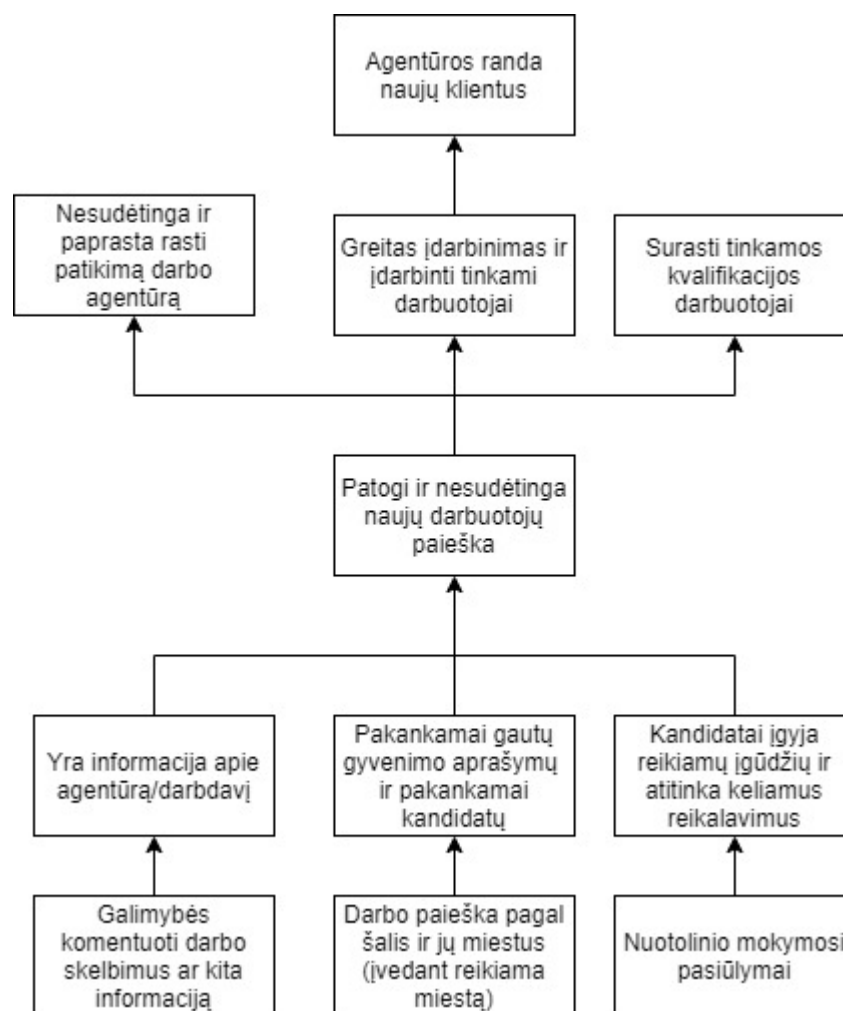 Agentūros randa
naujų klientus
Nesudėtinga ir
paprasta rasti
patikimą darbo
agentūrą
Greitas įdarbinimas ir
įdarbinti tinkami
darbuotojai
Surasti tinkamos
kvalifikacijos
darbuotojai
Patogi ir nesudėtinga
naujų darbuotojų
paieška
Yra informacija apie
agentūrą/darbdavį
Pakankamai gautų
gyvenimo aprašymų
ir pakankamai
kandidatų
Kandidatai įgyja
reikiamų įgūdžių ir
atitinka keliamus
reikalavimus
Galimybės
komentuoti darbo
skelbimus ar kita
informaciją
Darbo paieška pagal
šalis ir jų miestus
(įvedant reikiama
miestą)
Nuotolinio mokymosi
pasiūlymai